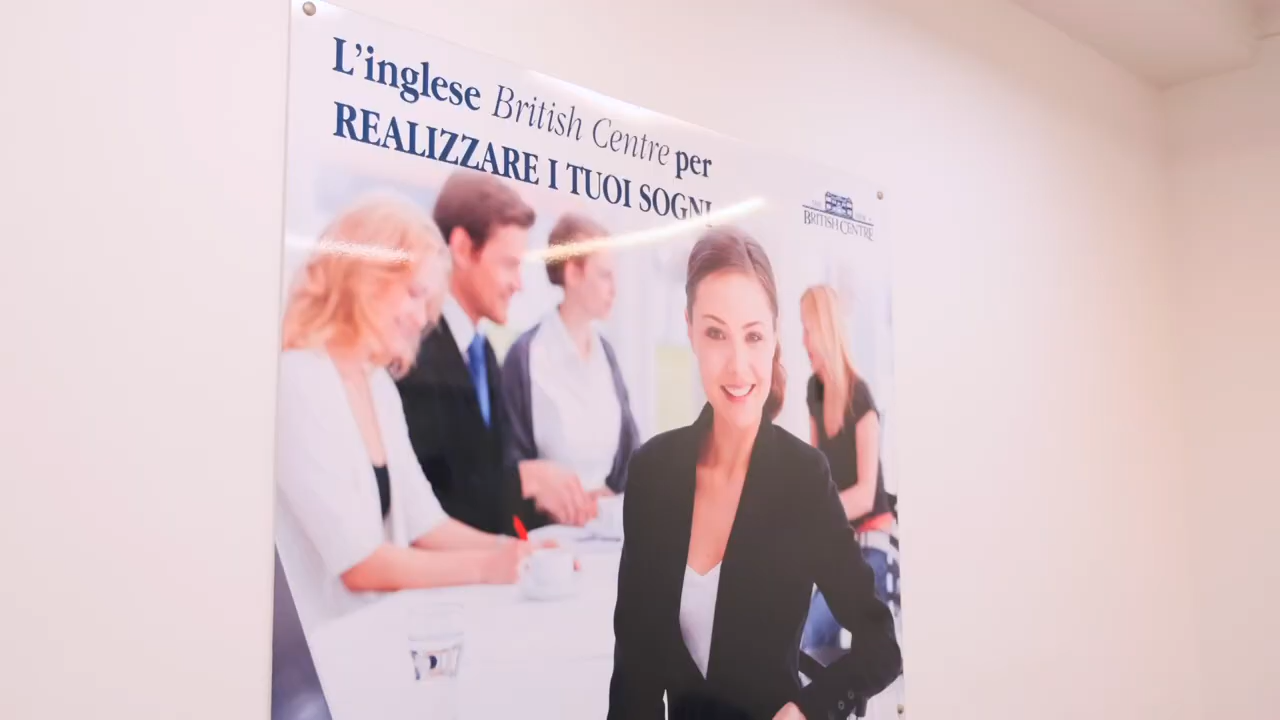 L'inglese British Centre per
REALIZZARE I TUOI SOGNI
BRITISH CENTRE